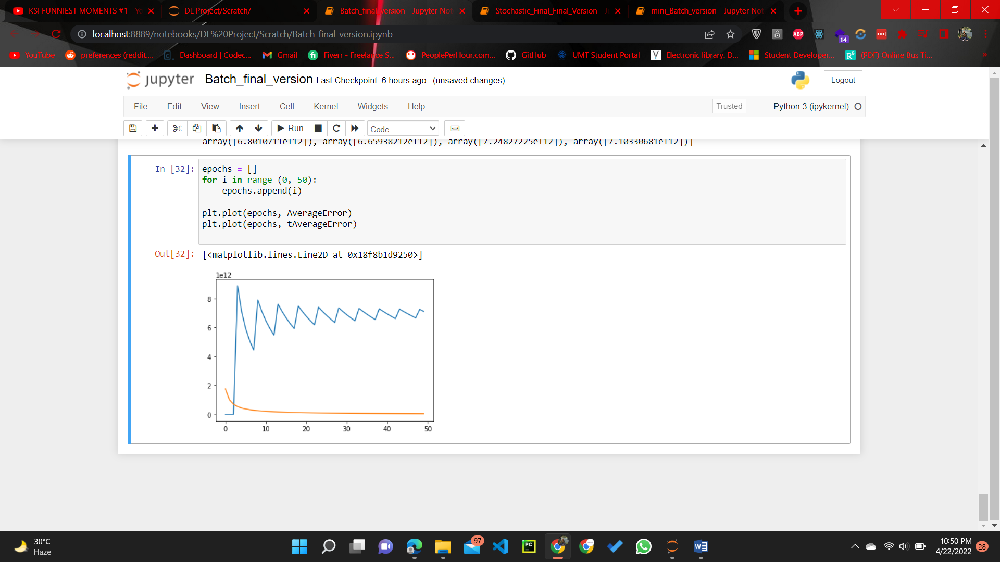 KSI FUNNIEST MOMENTS #1 - Yo
DL Project/Scratch/
Batch_final_version - Jupyter Not
Stochastic_Final_Final_Version - J
mini_Batch_version - Jupyter Not
localhost:8889/notebooks/DL%20Project/Scratch/Batch_final_version.ipynb
ABP
14
YouTube
preferences (reddit....
Dashboard | Codec...
Gmail
Fiverr - Freelance S...
PeoplePerHour.com...
GitHub
UMT Student Portal
Electronic library. D...
Student Developer...
(PDF) Online Bus Ti...
»
jupyter Batch_final_version Last Checkpoint: 6 hours ago (unsaved changes)
Logout
File Edit View Insert Cell Kernel Widgets Help
Trusted
Python 3 (ipykernel)
Run
Code
array([6.8010711e+12]), array([6.65938212e+12]), array([7.24827225e+12]), array([7.10330681e+12])]
In [32]:
epochs = []
for i in range (0, 50):
    epochs.append(i)
plt.plot(epochs, AverageError)
plt.plot(epochs, tAverageError)
Out[32]: [<matplotlib.lines.Line2D at 0x18f8b1d9250>]
1e12
8
6
4
2
0
0 10 20 30 40 50
30°C
Haze
97
PC
10:50 PM
4/22/2022
28